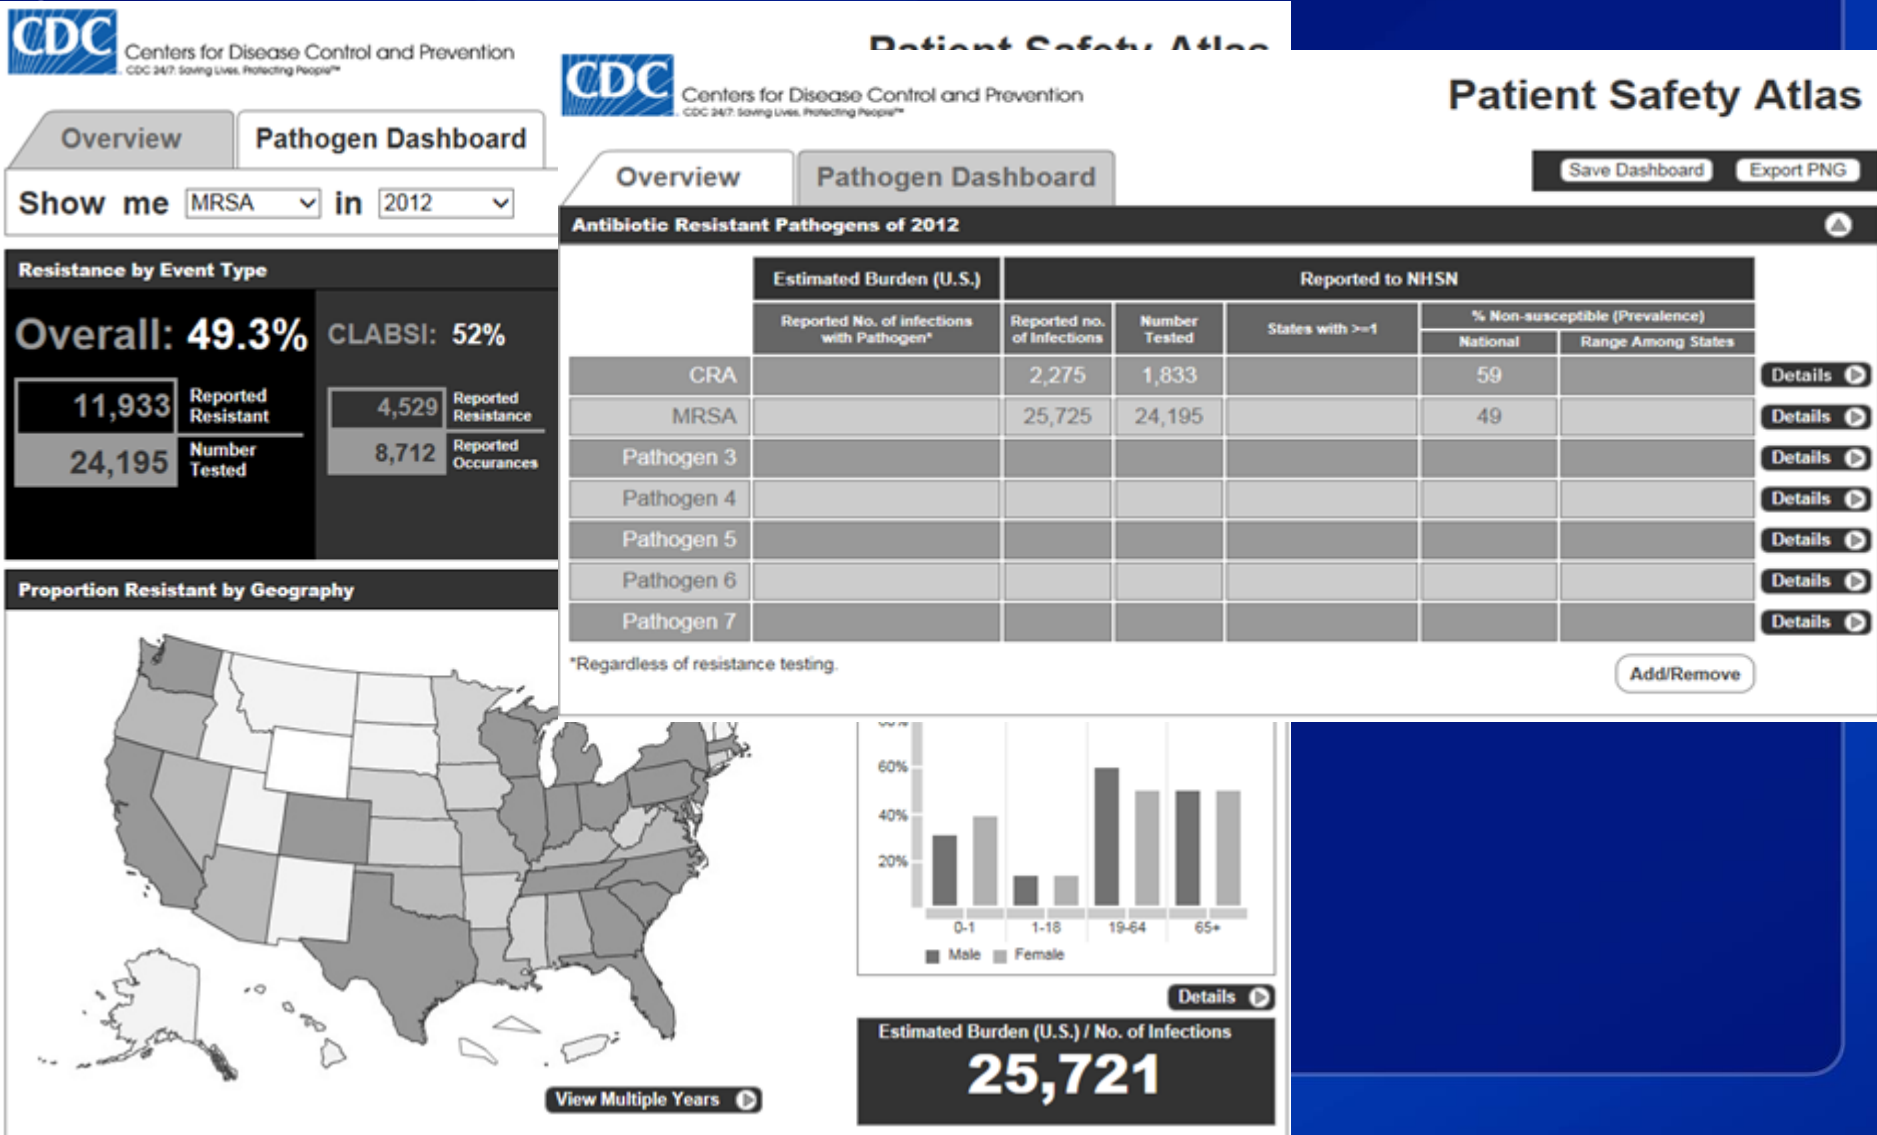 CDC
Centers for Disease Control and Prevention
CDC 24/7: Saving Lives, Protecting People™
Patient Safety Atlas
Overview
Pathogen Dashboard
Show me MRSA in 2012
Resistance by Event Type
Overall: 49.3%
11,933 Reported Resistant
24,195 Number Tested
CLABSI: 52%
4,529 Reported Resistance
8,712 Reported Occurances
Proportion Resistant by Geography
View Multiple Years
CDC
Centers for Disease Control and Prevention
CDC 24/7: Saving Lives, Protecting People™
Patient Safety Atlas
Overview
Pathogen Dashboard
Save Dashboard
Export PNG
Antibiotic Resistant Pathogens of 2012
Estimated Burden (U.S.)
Reported to NHSN
Reported No. of infections
with Pathogen*
Reported no.
of Infections
Number
Tested
States with >=1
% Non-susceptible (Prevalence)
National
Range Among States
CRA 2,275 1,833 59 Details
MRSA 25,725 24,195 49 Details
Pathogen 3 Details
Pathogen 4 Details
Pathogen 5 Details
Pathogen 6 Details
Pathogen 7 Details
*Regardless of resistance testing.
Add/Remove
60%
40%
20%
0-1 1-18 19-64 65+
Male Female
Details
Estimated Burden (U.S.) / No. of Infections
25,721